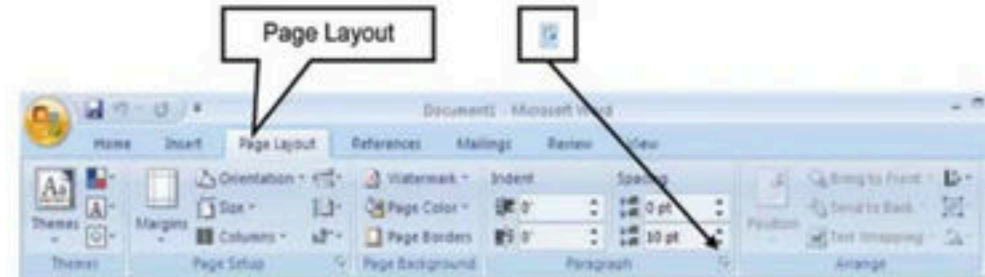 Page Layout
Document1 - Microsoft Word
Home Insert Page Layout References Mailings Review View
Orientation Watermark Indent Spacing Bring to Front
Themes Margins Size Page Color 0" 0 pt Position Send to Back
Columns Page Borders 0" 10 pt Text Wrapping
Themes Page Setup Page Background Paragraph Arrange